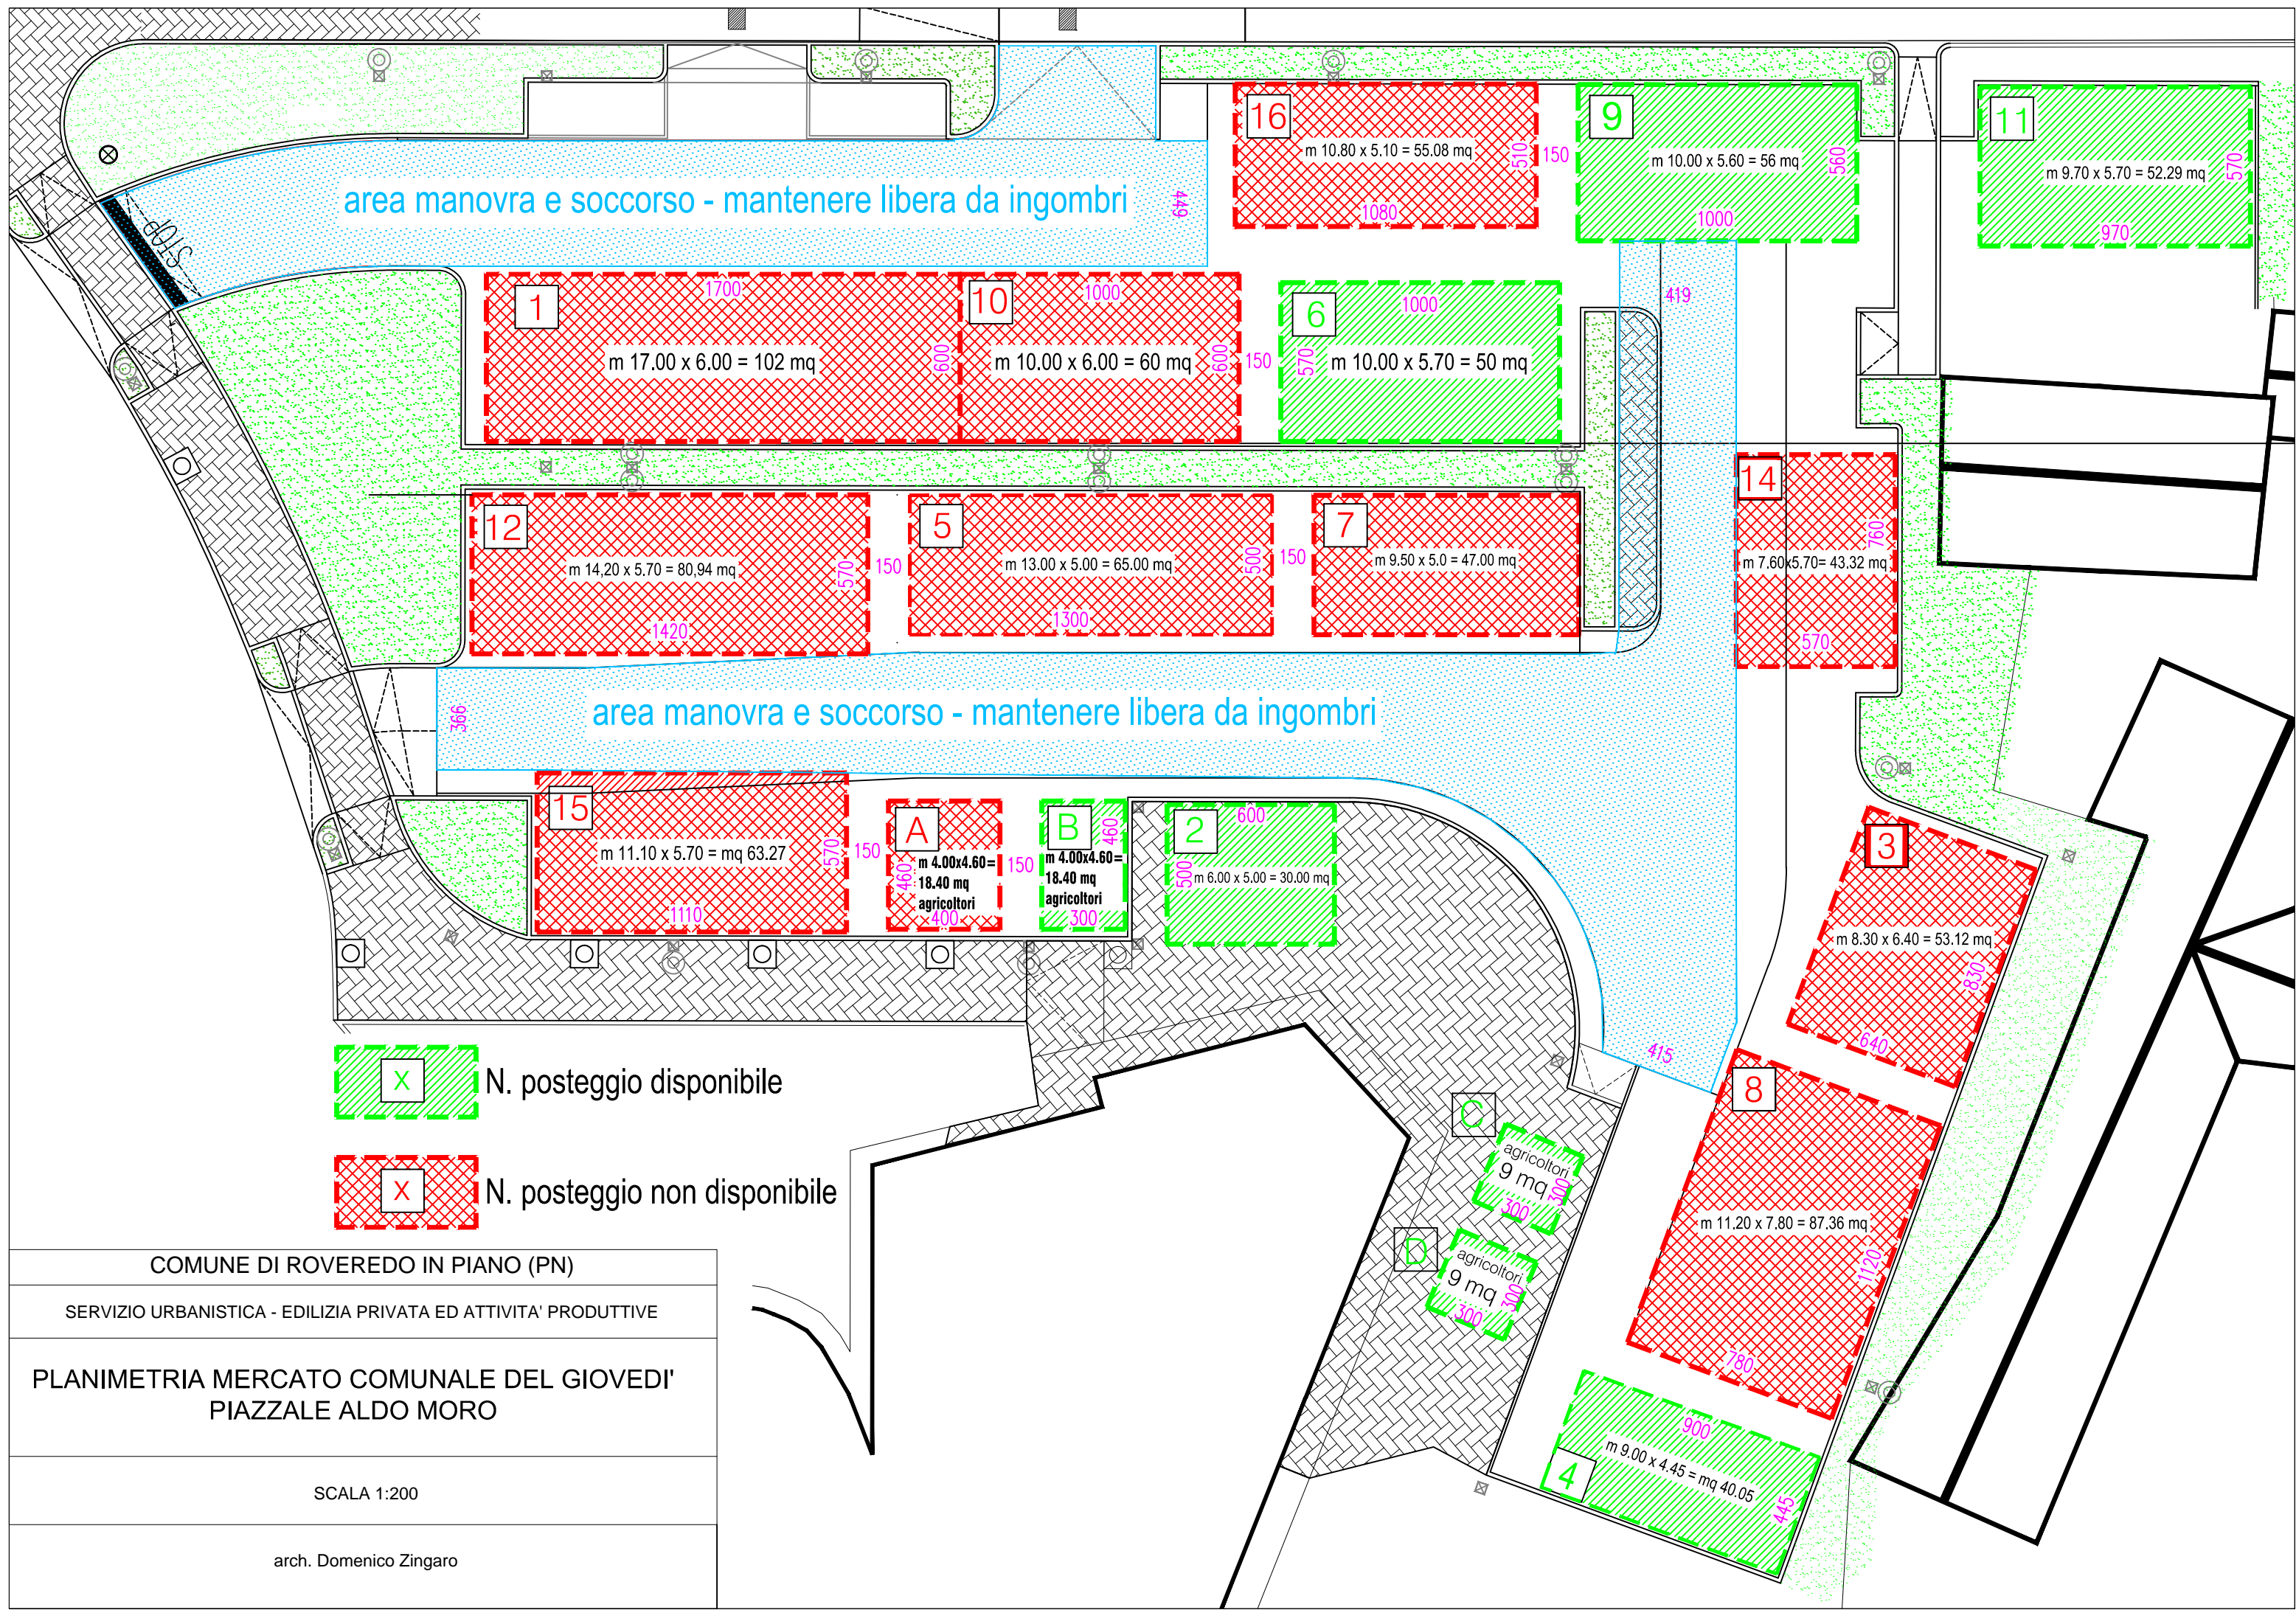 16
m 10.80 x 5.10 = 55.08 mq
510
1080
150
9
m 10.00 x 5.60 = 56 mq
560
1000
11
m 9.70 x 5.70 = 52.29 mq
570
970
area manovra e soccorso - mantenere libera da ingombri
449
STOP
1
1700
m 17.00 x 6.00 = 102 mq
600
10
1000
m 10.00 x 6.00 = 60 mq
600
150
6
1000
570
m 10.00 x 5.70 = 50 mq
419
12
m 14,20 x 5.70 = 80,94 mq
570
1420
150
5
m 13.00 x 5.00 = 65.00 mq
500
1300
150
7
m 9.50 x 5.0 = 47.00 mq
14
760
m 7.60x5.70= 43.32 mq
570
366
area manovra e soccorso - mantenere libera da ingombri
15
m 11.10 x 5.70 = mq 63.27
570
1110
150
A
m 4.00x4.60=
18.40 mq
agricoltori
460
400
150
B
460
m 4.00x4.60=
18.40 mq
agricoltori
300
2
600
500
m 6.00 x 5.00 = 30.00 mq
3
m 8.30 x 6.40 = 53.12 mq
830
640
415
8
m 11.20 x 7.80 = 87.36 mq
1120
780
C
agricoltori
9 mq
300
300
D
agricoltori
9 mq
300
300
4
900
m 9.00 x 4.45 = mq 40.05
445
X
N. posteggio disponibile
X
N. posteggio non disponibile
COMUNE DI ROVEREDO IN PIANO (PN)
SERVIZIO URBANISTICA - EDILIZIA PRIVATA ED ATTIVITA' PRODUTTIVE
PLANIMETRIA MERCATO COMUNALE DEL GIOVEDI'
PIAZZALE ALDO MORO
SCALA 1:200
arch. Domenico Zingaro